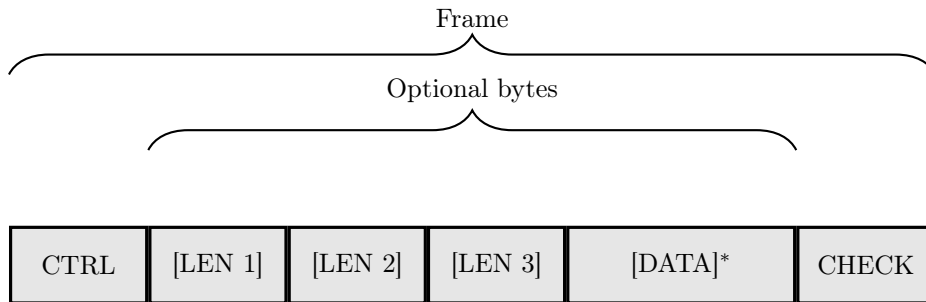 Frame
Optional bytes
CTRL [LEN 1] [LEN 2] [LEN 3] [DATA]* CHECK